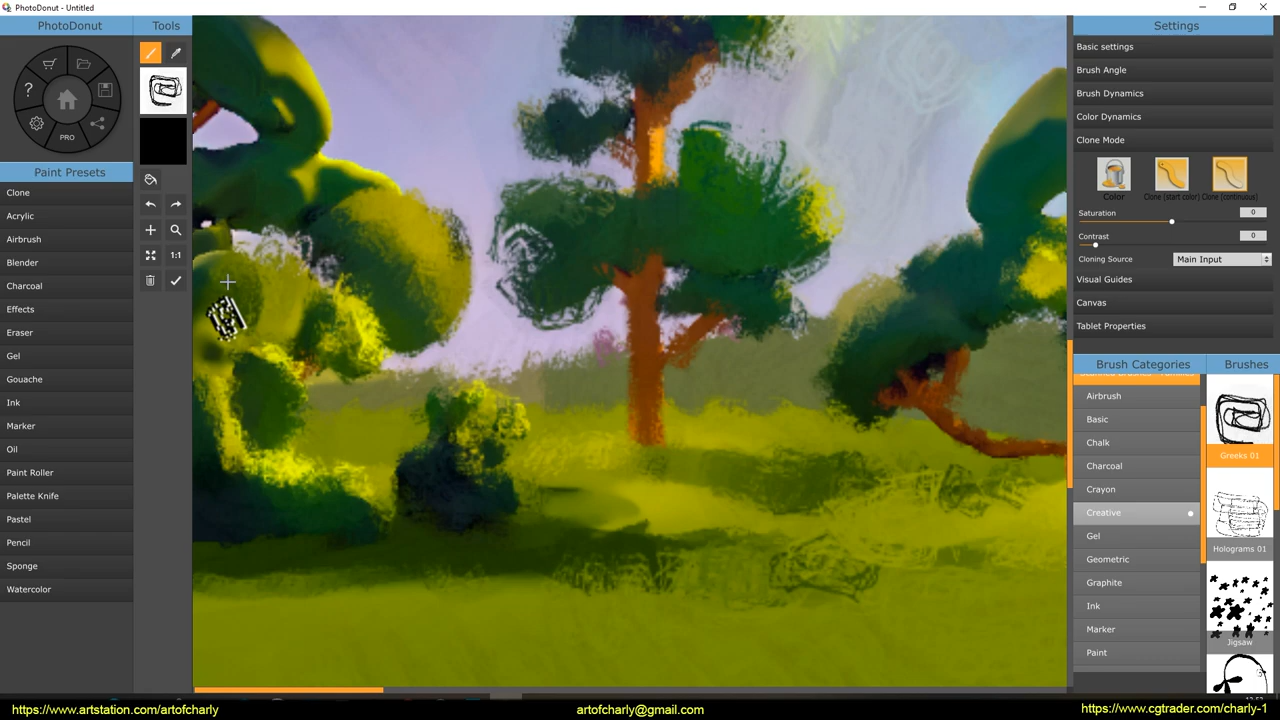 PhotoDonut - Untitled
PhotoDonut
Tools
Settings
PRO
Paint Presets
Clone
Acrylic
Airbrush
Blender
Charcoal
Effects
Eraser
Gel
Gouache
Ink
Marker
Oil
Paint Roller
Palette Knife
Pastel
Pencil
Sponge
Watercolor
1:1
Basic settings
Brush Angle
Brush Dynamics
Color Dynamics
Clone Mode
Color
Clone (start color)
Clone (continuous)
Saturation
0
Contrast
0
Cloning Source
Main Input
Visual Guides
Canvas
Tablet Properties
Brush Categories
Brushes
Airbrush
Basic
Chalk
Charcoal
Crayon
Creative
Gel
Geometric
Graphite
Ink
Marker
Paint
Greeks 01
Holograms 01
Jigsaw
https://www.artstation.com/artofcharly
artofcharly@gmail.com
https://www.cgtrader.com/charly-1